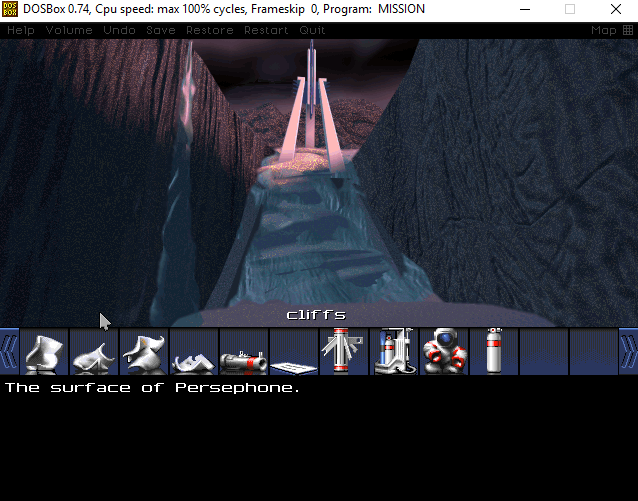 DOSBox 0.74, Cpu speed: max 100% cycles, Frameskip 0, Program: MISSION
Help Volume Undo Save Restore Restart Quit Map
cliffs
The surface of Persephone.